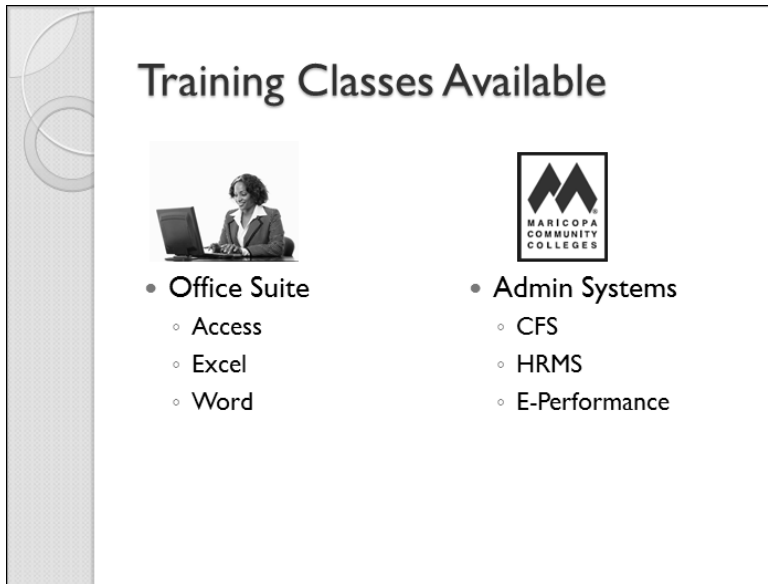 Training Classes Available
MARICOPA
COMMUNITY
COLLEGES
®
• Office Suite
◦ Access
◦ Excel
◦ Word
• Admin Systems
◦ CFS
◦ HRMS
◦ E-Performance